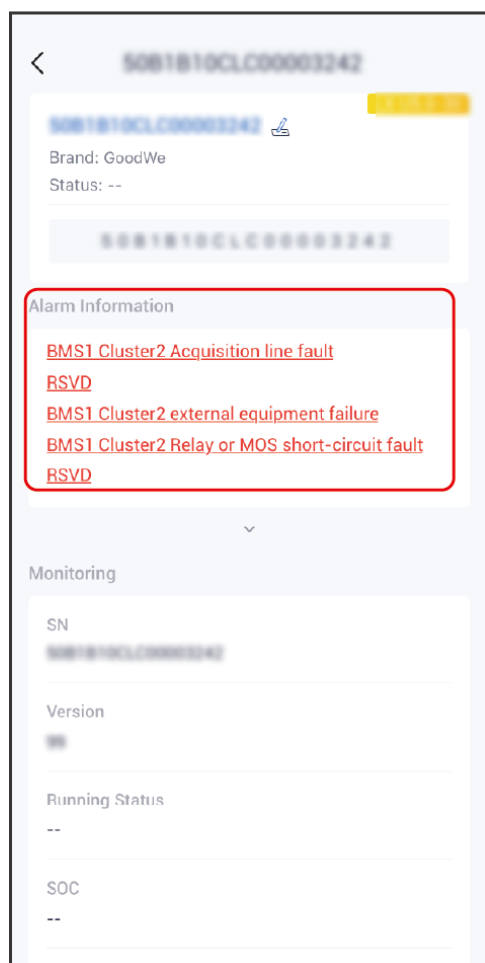 Brand: GoodWe
Status: --
Alarm Information
BMS1 Cluster2 Acquisition line fault
RSVD
BMS1 Cluster2 external equipment failure
BMS1 Cluster2 Relay or MOS short-circuit fault
RSVD
Monitoring
SN
Version
Running Status
--
SOC
--